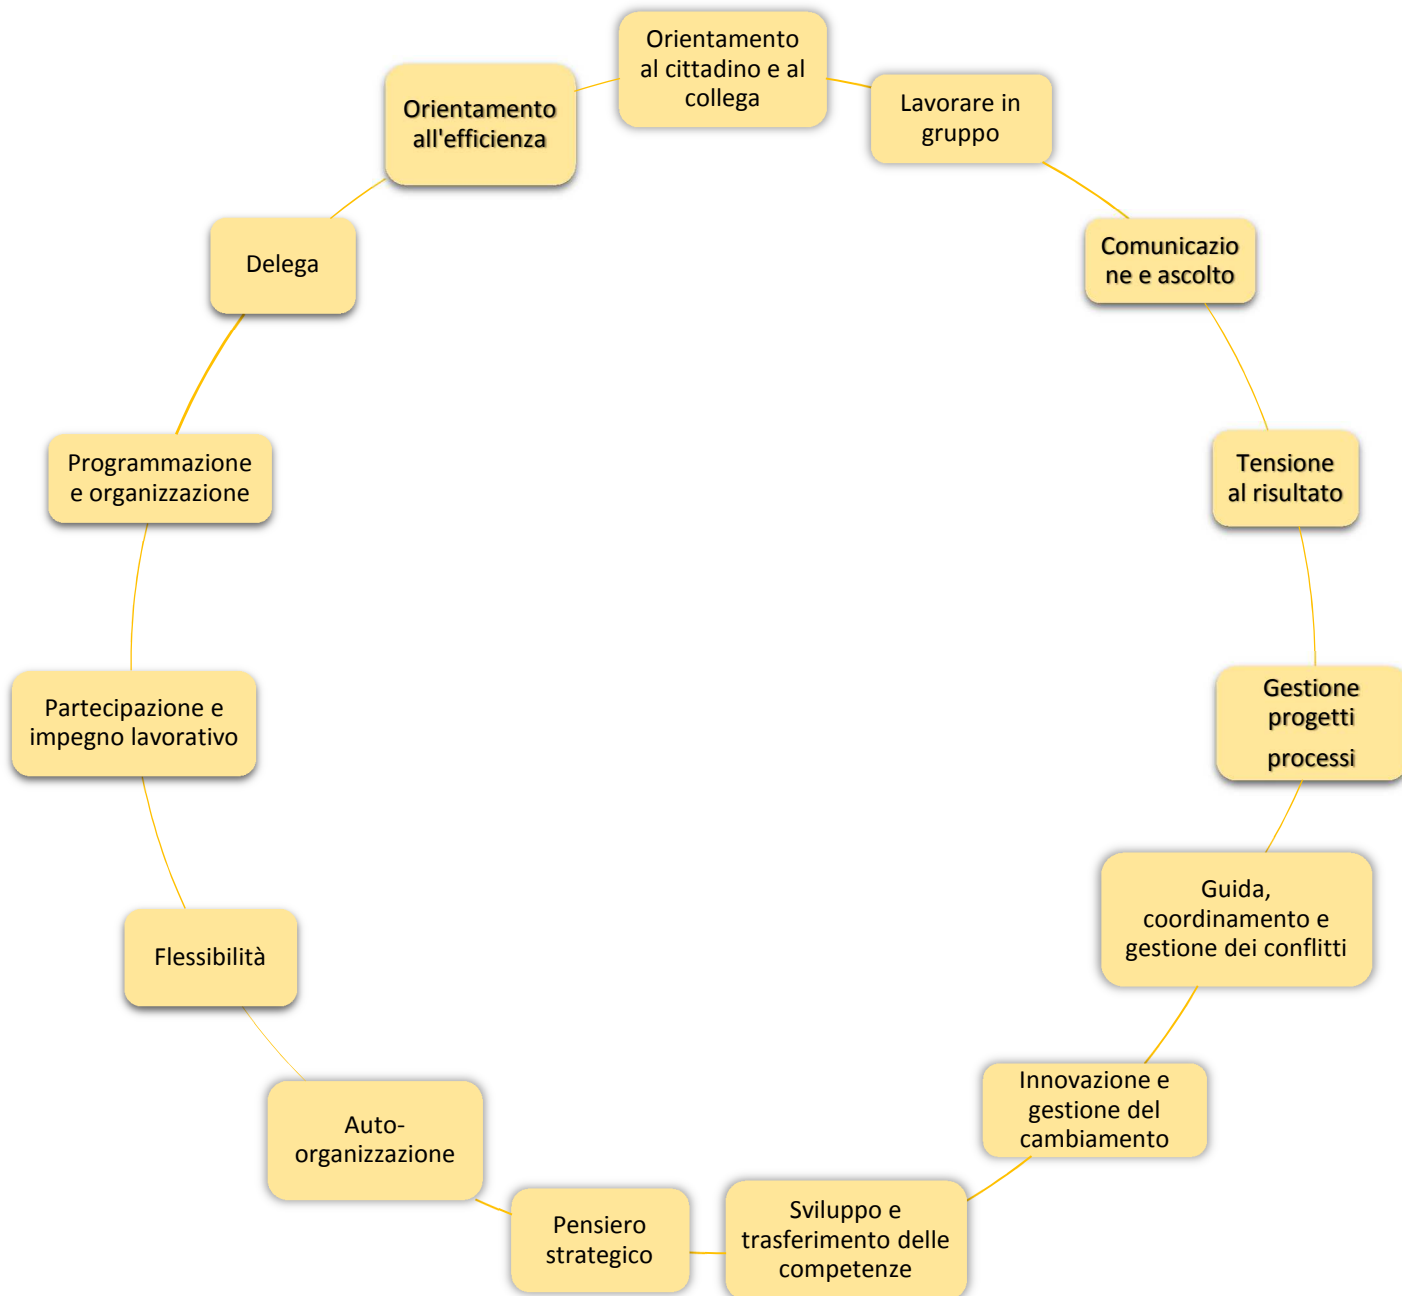 Orientamento
al cittadino e al
collega
Lavorare in
gruppo
Comunicazio
ne e ascolto
Tensione
al risultato
Gestione
progetti
processi
Guida,
coordinamento e
gestione dei conflitti
Innovazione e
gestione del
cambiamento
Sviluppo e
trasferimento delle
competenze
Pensiero
strategico
Auto-
organizzazione
Flessibilità
Partecipazione e
impegno lavorativo
Programmazione
e organizzazione
Delega
Orientamento
all'efficienza